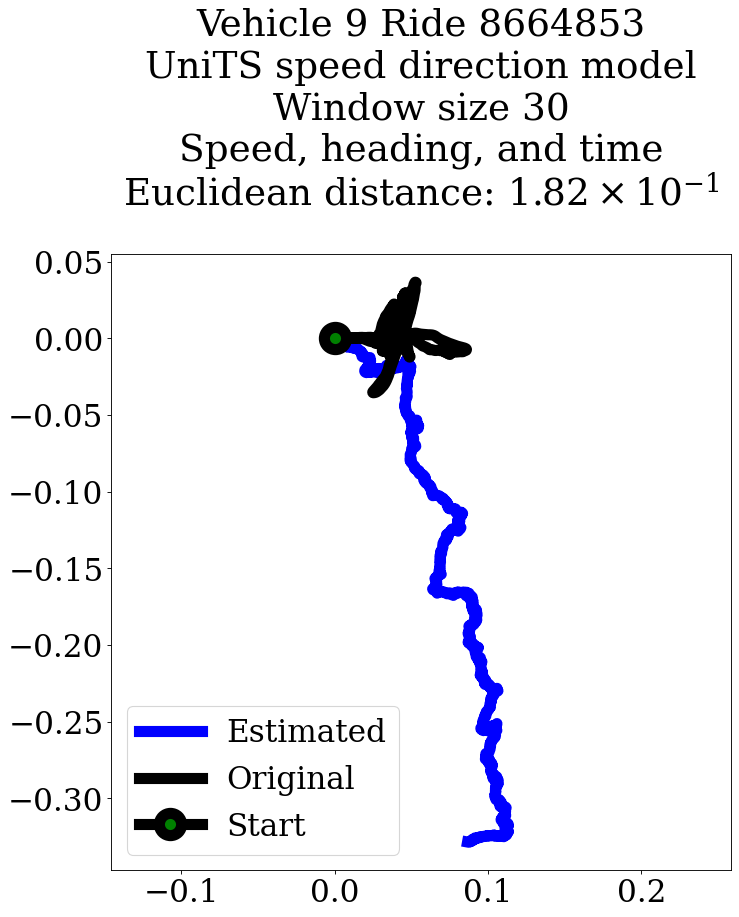 Vehicle 9 Ride 8664853
UniTS speed direction model
Window size 30
Speed, heading, and time
Euclidean distance: 1.82 × 10⁻¹
0.05
0.00
−0.05
−0.10
−0.15
−0.20
−0.25
−0.30
Estimated
Original
Start
−0.1
0.0
0.1
0.2